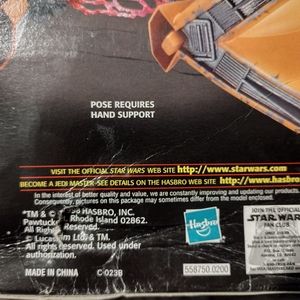 POSE REQUIRES
HAND SUPPORT
VISIT THE OFFICIAL STAR WARS WEB SITE http://www.starwars.com
BECOME A JEDI MASTER-SEE DETAILS ON THE HASBRO WEB SITE http://www.hasbro
In the interest of better quality and value, we are constantly improving and updating our products.
Consequently, pictures on this package may sometimes differ from the model enclosed.
*TM & © HASBRO, INC.
Pawtuck Rhode Island 02862.
All Rights Reserved.
© Lucasfilm Ltd. & TM.
All rights reserved. Used under
authorization.
MADE IN CHINA C-023B
Hasbro
558750.0200
JOIN THE OFFICIAL
STAR WARS
FAN CLUB